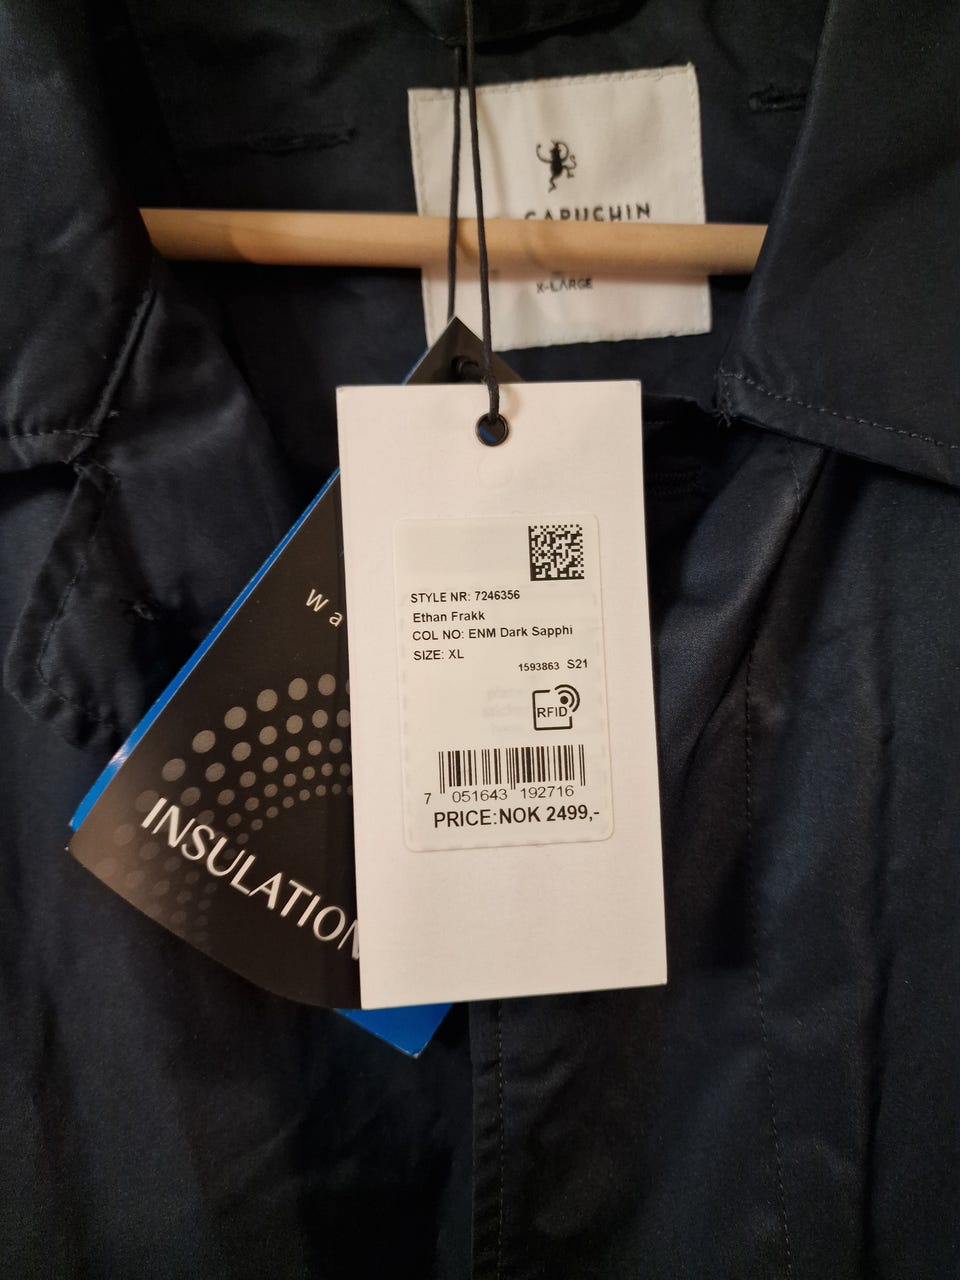 CAPUCHIN
X-LARGE
STYLE NR: 7246356
Ethan Frakk
COL NO: ENM Dark Sapphi
SIZE: XL
1593863 S21
RFID
7 051643 192716
PRICE:NOK 2499,-
wa
INSULATION